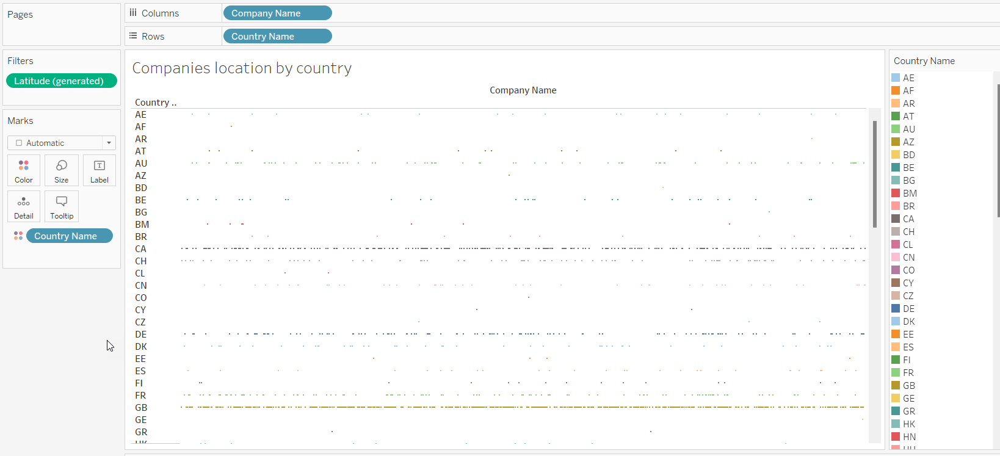 Pages
Columns
Company Name
Rows
Country Name
Filters
Latitude (generated)
Marks
Automatic
Color
Size
Label
Detail
Tooltip
Country Name
Companies location by country
Company Name
Country ..
AE
AF
AR
AT
AU
AZ
BD
BE
BG
BM
BR
CA
CH
CL
CN
CO
CY
CZ
DE
DK
EE
ES
FI
FR
GB
GE
GR
HK
Country Name
AE
AF
AR
AT
AU
AZ
BD
BE
BG
BM
BR
CA
CH
CL
CN
CO
CY
CZ
DE
DK
EE
ES
FI
FR
GB
GE
GR
HK
HN
HU